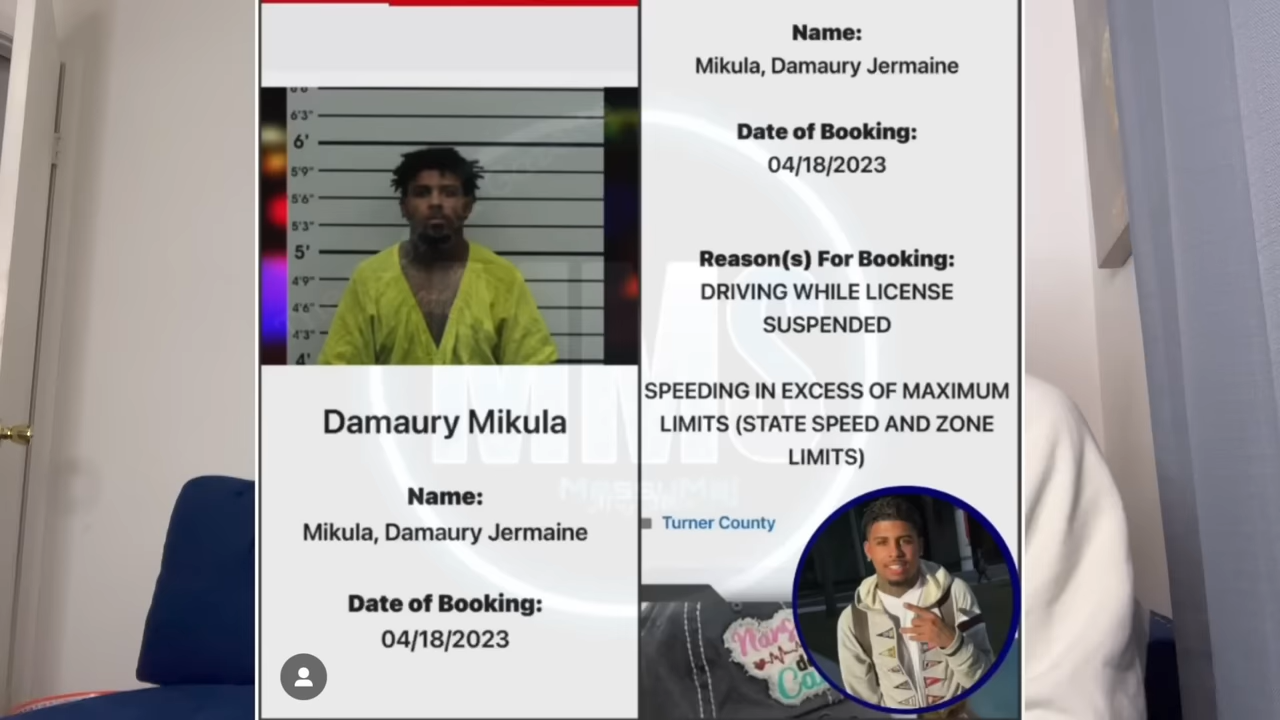 6'3"
6'
5'9"
5'6"
5'3"
5'
4'9"
4'6"
4'3"
4'
Damaury Mikula
Name:
Mikula, Damaury Jermaine
Date of Booking:
04/18/2023
Name:
Mikula, Damaury Jermaine
Date of Booking:
04/18/2023
Reason(s) For Booking:
DRIVING WHILE LICENSE
SUSPENDED
SPEEDING IN EXCESS OF MAXIMUM
LIMITS (STATE SPEED AND ZONE
LIMITS)
Turner County
MMS